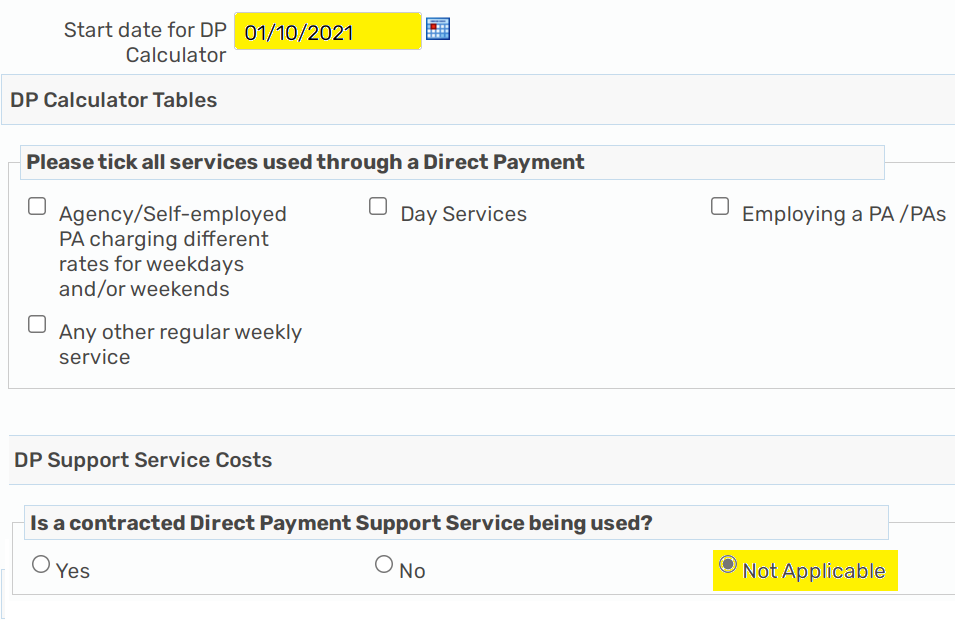 Start date for DP 01/10/2021
Calculator
DP Calculator Tables
Please tick all services used through a Direct Payment
Agency/Self-employed
PA charging different
rates for weekdays
and/or weekends
Day Services
Employing a PA /PAs
Any other regular weekly
service
DP Support Service Costs
Is a contracted Direct Payment Support Service being used?
Yes
No
Not Applicable